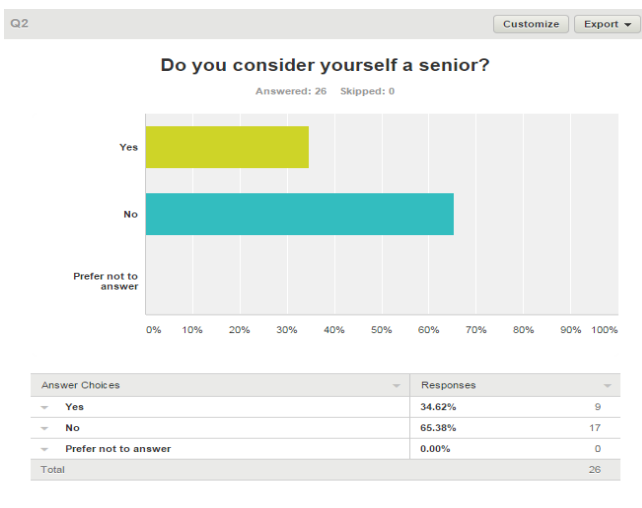 Q2 Customize Export
Do you consider yourself a senior?
Answered: 26 Skipped: 0
Yes
No
Prefer not to
answer
0% 10% 20% 30% 40% 50% 60% 70% 80% 90% 100%
Answer Choices Responses
Yes 34.62% 9
No 65.38% 17
Prefer not to answer 0.00% 0
Total 26